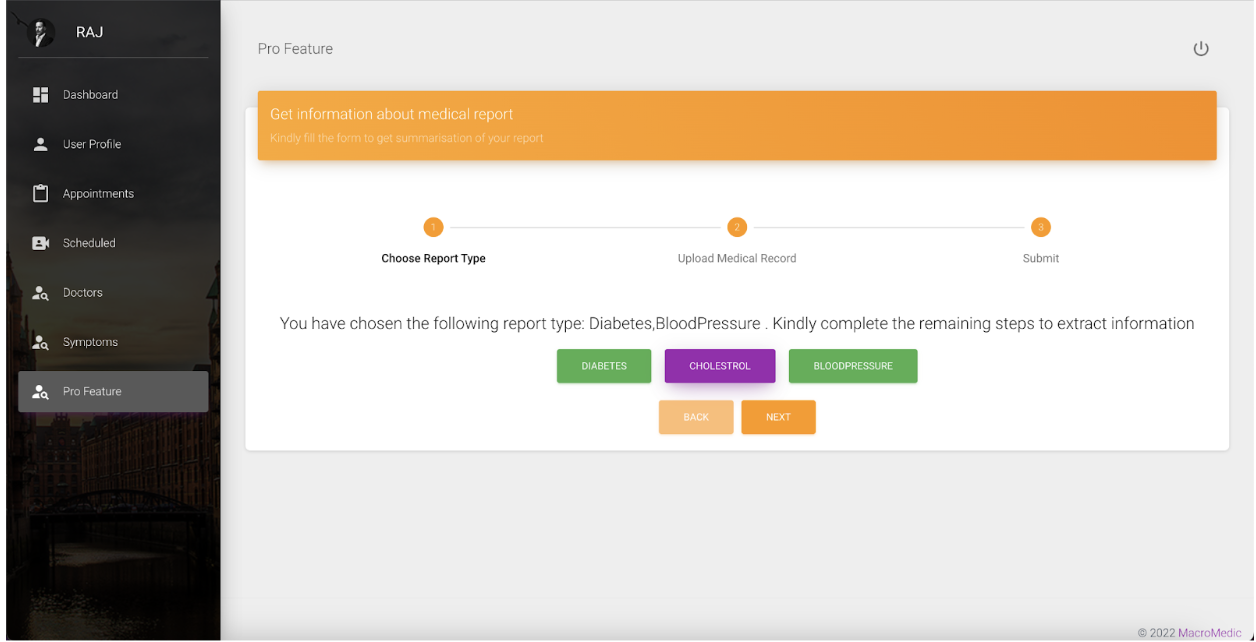 RAJ
Dashboard
User Profile
Appointments
Scheduled
Doctors
Symptoms
Pro Feature
Pro Feature
Get information about medical report
Kindly fill the form to get summarisation of your report
1 2 3
Choose Report Type Upload Medical Record Submit
You have chosen the following report type: Diabetes,BloodPressure . Kindly complete the remaining steps to extract information
DIABETES CHOLESTROL BLOODPRESSURE
BACK NEXT
© 2022 MacroMedic